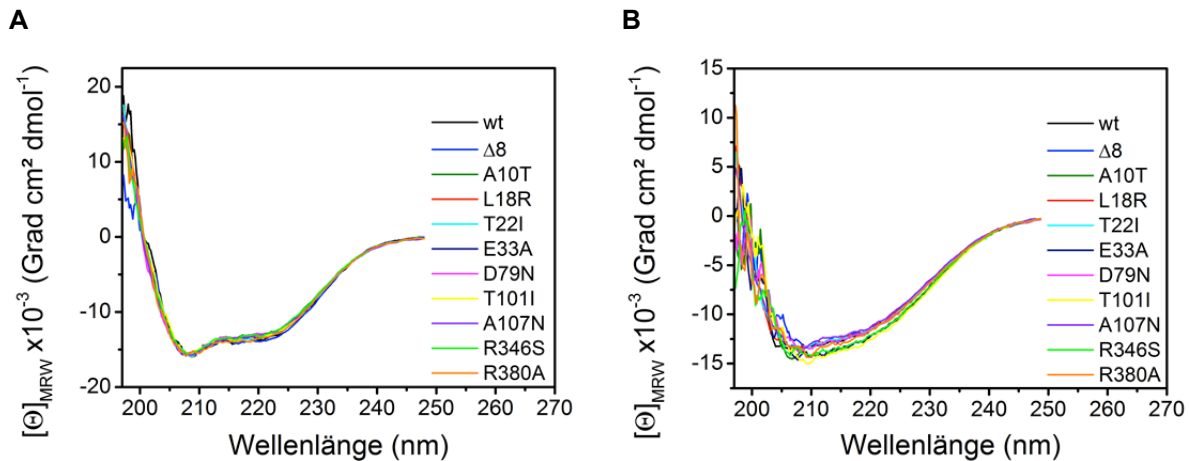 A
[Θ]MRW x10⁻³ (Grad cm² dmol⁻¹)
20
10
0
-10
-20
200 210 220 230 240 250 260 270
Wellenlänge (nm)
wt
Δ8
A10T
L18R
T22I
E33A
D79N
T101I
A107N
R346S
R380A
B
[Θ]MRW x10⁻³ (Grad cm² dmol⁻¹)
15
10
5
0
-5
-10
-15
200 210 220 230 240 250 260 270
Wellenlänge (nm)
wt
Δ8
A10T
L18R
T22I
E33A
D79N
T101I
A107N
R346S
R380A